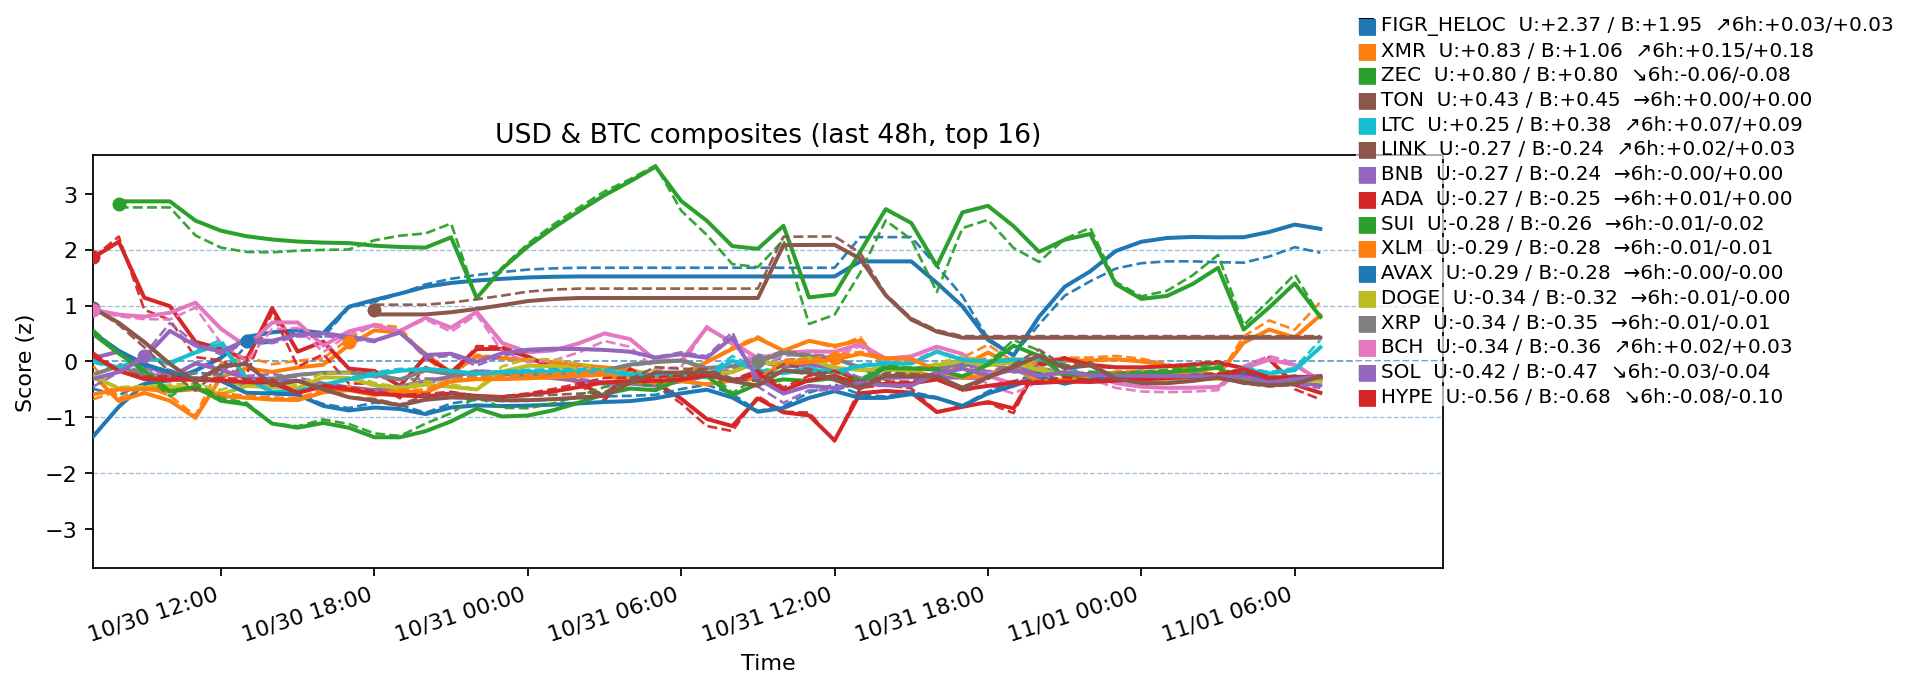 FIGR_HELOC U:+2.37 / B:+1.95 ↗6h:+0.03/+0.03
XMR U:+0.83 / B:+1.06 ↗6h:+0.15/+0.18
ZEC U:+0.80 / B:+0.80 ↘6h:-0.06/-0.08
TON U:+0.43 / B:+0.45 →6h:+0.00/+0.00
LTC U:+0.25 / B:+0.38 ↗6h:+0.07/+0.09
LINK U:-0.27 / B:-0.24 ↗6h:+0.02/+0.03
BNB U:-0.27 / B:-0.24 →6h:-0.00/+0.00
ADA U:-0.27 / B:-0.25 →6h:+0.01/+0.00
SUI U:-0.28 / B:-0.26 →6h:-0.01/-0.02
XLM U:-0.29 / B:-0.28 →6h:-0.01/-0.01
AVAX U:-0.29 / B:-0.28 →6h:-0.00/-0.00
DOGE U:-0.34 / B:-0.32 →6h:-0.01/-0.00
XRP U:-0.34 / B:-0.35 →6h:-0.01/-0.01
BCH U:-0.34 / B:-0.36 ↗6h:+0.02/+0.03
SOL U:-0.42 / B:-0.47 ↘6h:-0.03/-0.04
HYPE U:-0.56 / B:-0.68 ↘6h:-0.08/-0.10
USD & BTC composites (last 48h, top 16)
Score (z)
3
2
1
0
−1
−2
−3
10/30 12:00
10/30 18:00
10/31 00:00
10/31 06:00
10/31 12:00
10/31 18:00
11/01 00:00
11/01 06:00
Time